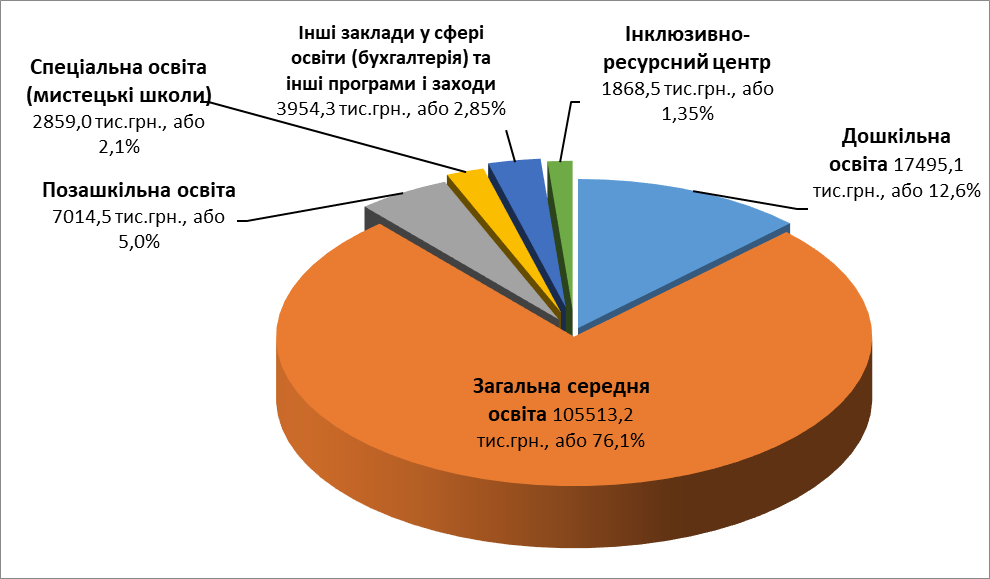 Інші заклади у сфері
освіти (бухгалтерія) та
інші програми і заходи
3954,3 тис.грн., або 2,85%
Інклюзивно-
ресурсний центр
1868,5 тис.грн., або
1,35%
Спеціальна освіта
(мистецькі школи)
2859,0 тис.грн., або
2,1%
Дошкільна
освіта 17495,1
тис.грн., або 12,6%
Позашкільна освіта
7014,5 тис.грн., або
5,0%
Загальна середня
освіта 105513,2
тис.грн., або 76,1%